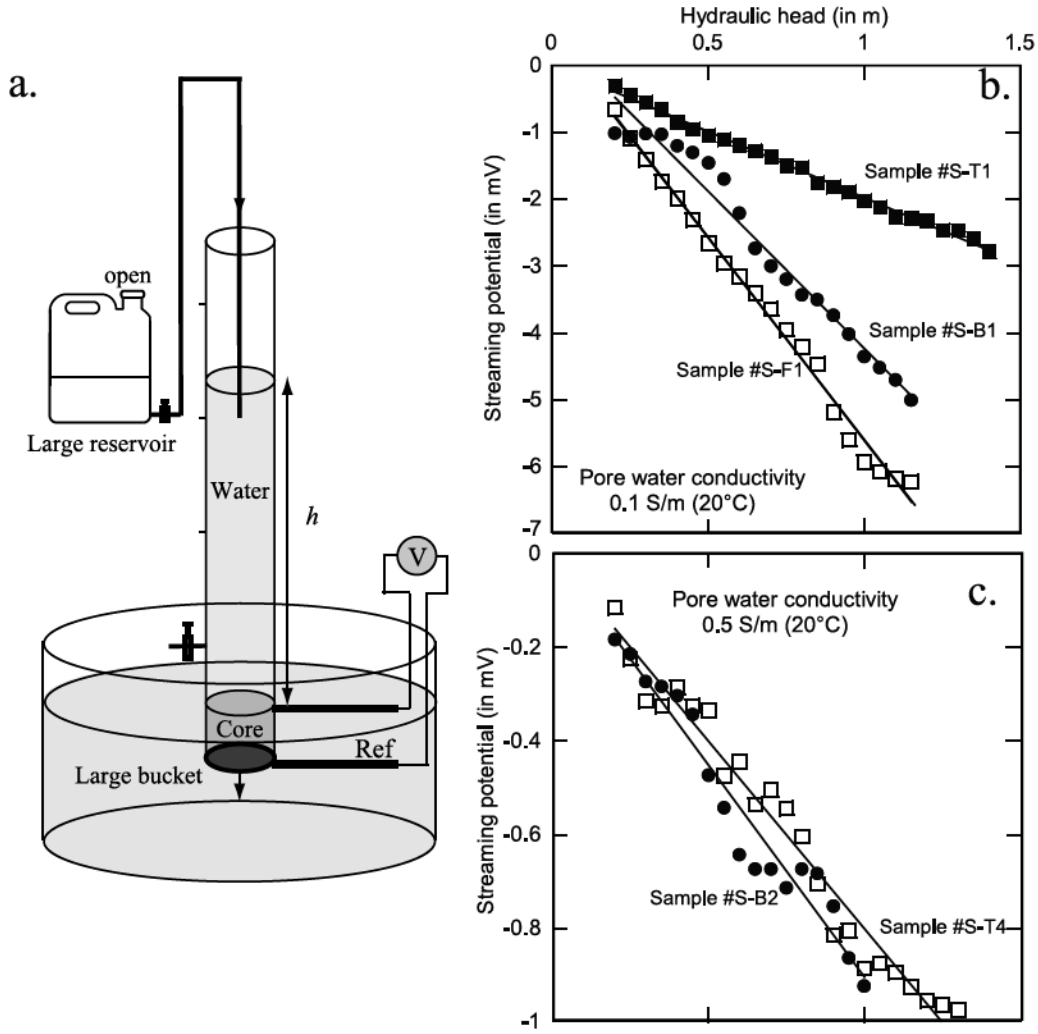 a.
open
Large reservoir
Water
h
V
Core
Ref
Large bucket
Hydraulic head (in m)
0
0.5
1
1.5
b.
0
-1
-2
-3
-4
-5
-6
-7
Streaming potential (in mV)
Sample #S-T1
Sample #S-B1
Sample #S-F1
Pore water conductivity
0.1 S/m (20°C)
c.
0
-0.2
-0.4
-0.6
-0.8
-1
Streaming potential (in mV)
Pore water conductivity
0.5 S/m (20°C)
Sample #S-B2
Sample #S-T4